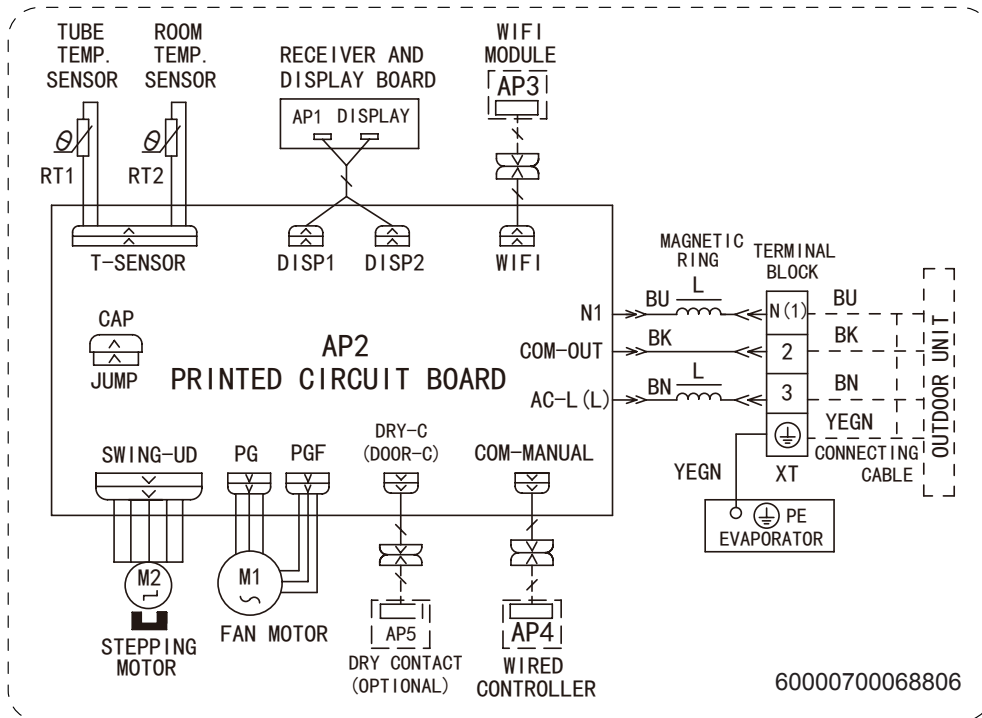 TUBE
TEMP.
SENSOR
ROOM
TEMP.
SENSOR
RECEIVER AND
DISPLAY BOARD
AP1 DISPLAY
WIFI
MODULE
AP3
θ
RT1
θ
RT2
T-SENSOR
DISP1
DISP2
WIFI
MAGNETIC
RING
TERMINAL
BLOCK
N1
BU
L
N(1)
BU
CAP
JUMP
AP2
PRINTED CIRCUIT BOARD
COM-OUT
BK
2
BK
AC-L(L)
BN
L
3
BN
YEGN
OUTDOOR UNIT
CONNECTING
CABLE
XT
YEGN
PE
EVAPORATOR
SWING-UD
PG
PGF
DRY-C
(DOOR-C)
COM-MANUAL
M2
STEPPING
MOTOR
M1
FAN MOTOR
AP5
DRY CONTACT
(OPTIONAL)
AP4
WIRED
CONTROLLER
60000700068806